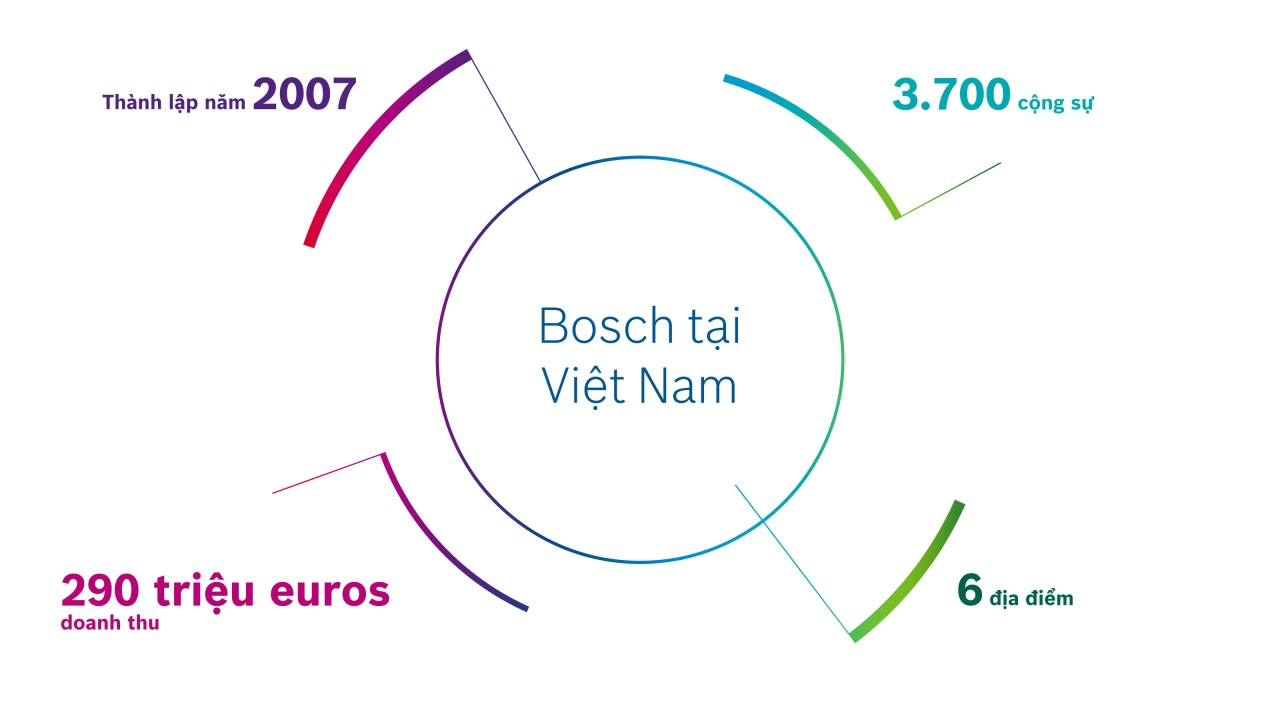 Thành lập năm 2007
3.700 cộng sự
Bosch tại
Việt Nam
290 triệu euros
doanh thu
6 địa điểm